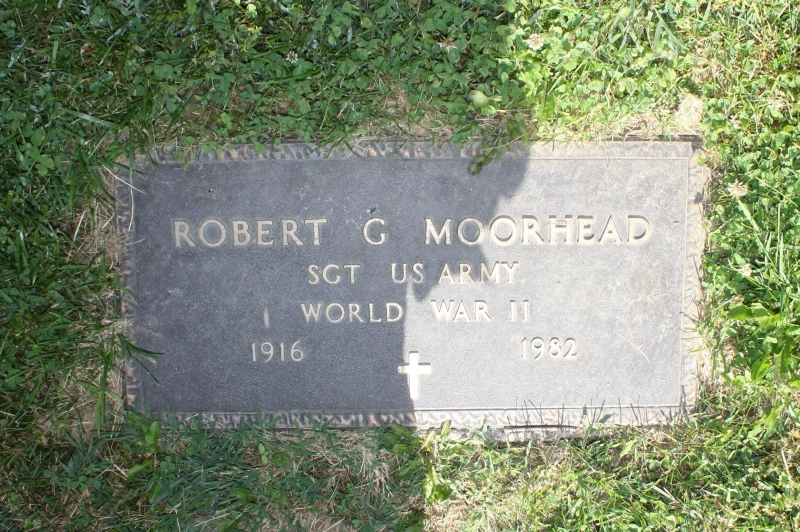 ROBERT G MOORHEAD
SGT US ARMY
WORLD WAR II
1916 1982